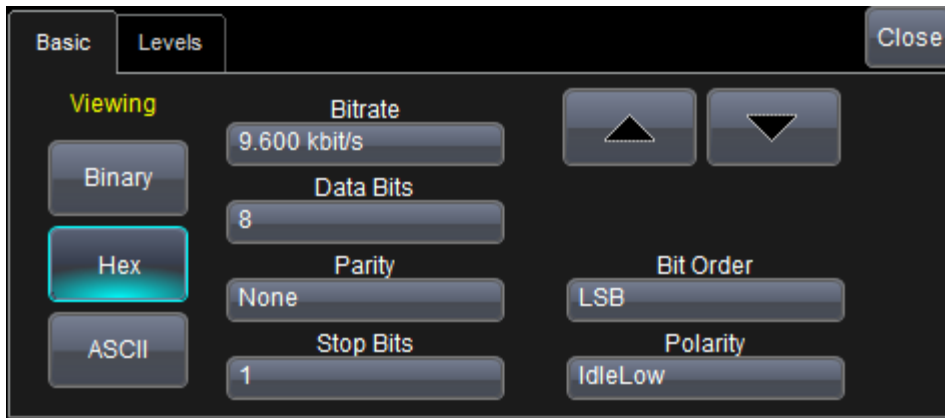 Basic
Levels
Close
Viewing
Binary
Hex
ASCII
Bitrate
9.600 kbit/s
Data Bits
8
Parity
None
Stop Bits
1
Bit Order
LSB
Polarity
IdleLow